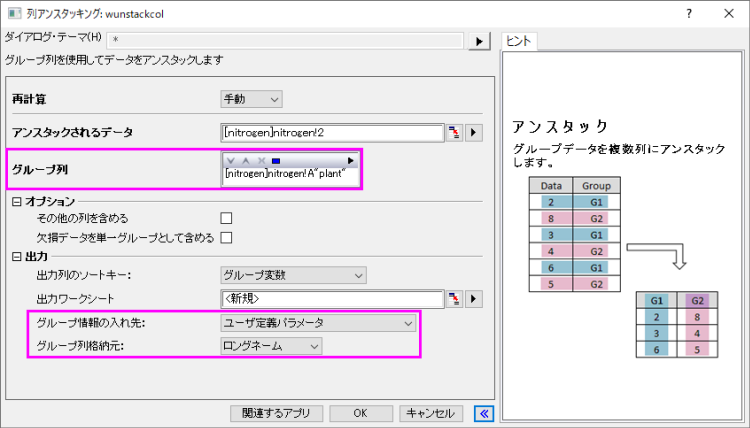 列アンスタッキング: wunstackcol
ダイアログ・テーマ(H) *
グループ列を使用してデータをアンスタックします
再計算 手動
アンスタックされるデータ [nitrogen]nitrogen!2
グループ列 [nitrogen]nitrogen!A"plant"
オプション
その他の列を含める
欠損データを単一グループとして含める
出力
出力列のソートキー: グループ変数
出力ワークシート <新規>
グループ情報の入れ先: ユーザ定義パラメータ
グループ列格納元: ロングネーム
関連するアプリ OK キャンセル
ヒント
アンスタック
グループデータを複数列にアンスタック
します。
Data Group
2 G1
8 G2
3 G1
4 G2
6 G1
5 G2
G1 G2
2 8
3 4
6 5